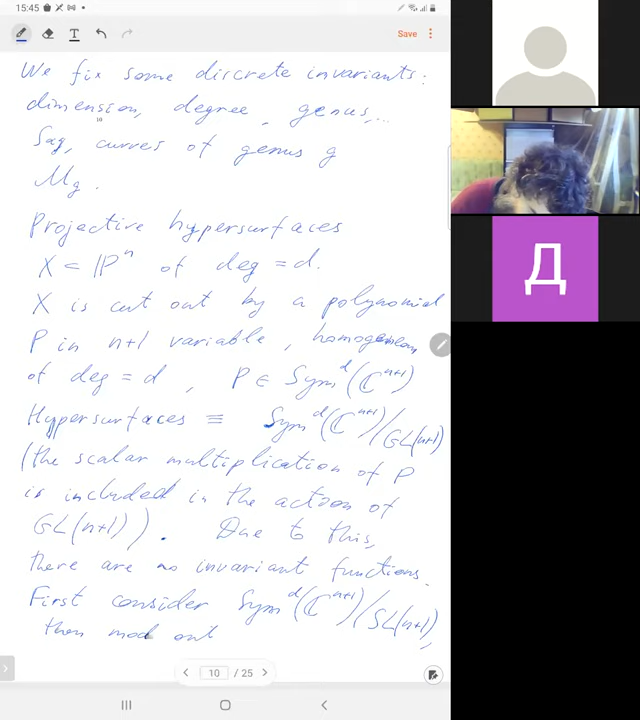 15:45
Save
We fix some discrete invariants:
dimension, degree, genus,...
Say, curves of genus g
M_g.
Projective hypersurfaces
X ⊂ P^n of deg = d.
X is cut out by a polynomial
P in n+1 variable, homogeneous
of deg = d, P ∈ Sym^d(ℂ^{n+1})
Hypersurfaces ≡ Sym^d(ℂ^{n+1})/GL(n+1)
(the scalar multiplication of P
is included in the action of
GL(n+1)). Due to this,
there are no invariant functions.
First consider Sym^d(ℂ^{n+1})/SL(n+1),
then mod out
10 / 25
Д